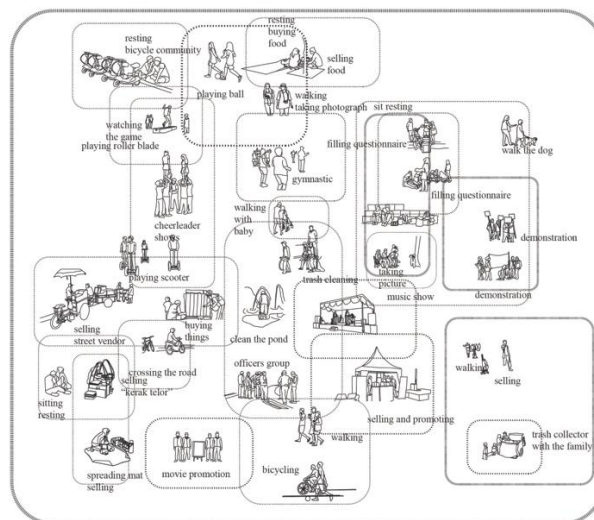 resting
bicycle community
resting
buying
food
selling
food
playing ball
walking
taking photograph
sit resting
watching
the game
playing roller blade
filling questionnaire
walk the dog
gymnastic
filling questionnaire
cheerleader
shows
walking
with
baby
demonstration
playing scooter
trash cleaning
taking
picture
music show
demonstration
selling
street vendor
buying
things
clean the pond
crossing the road
officers group
sitting
resting
selling
"kerak telor"
walking
selling
selling and promoting
walking
trash collector
with the family
spreading mat
selling
movie promotion
bicycling